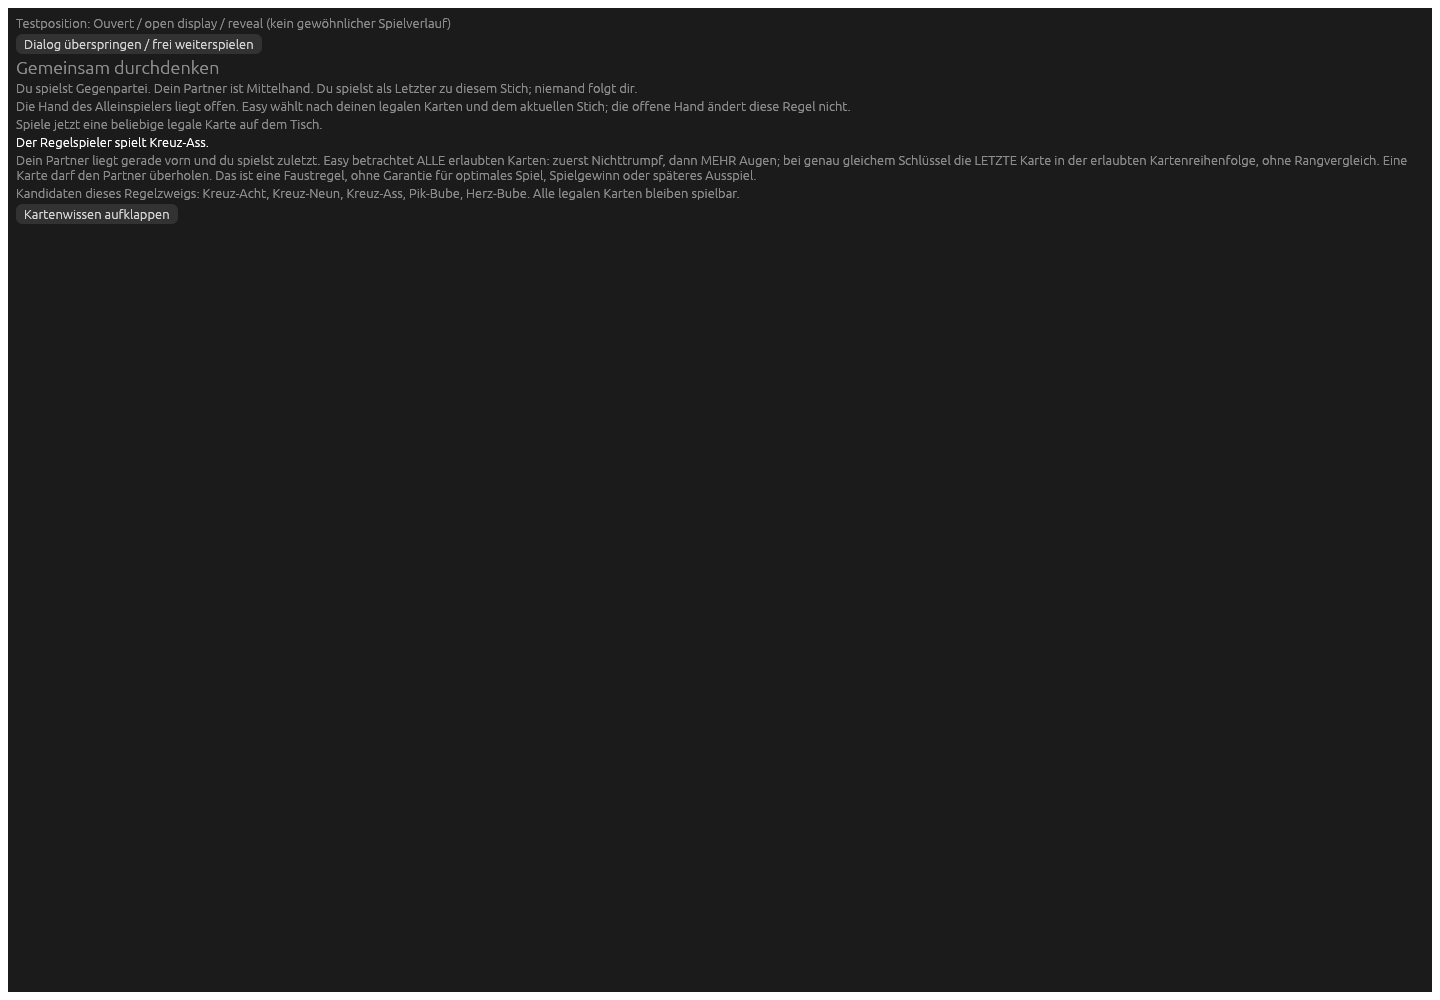 Testposition: Ouvert / open display / reveal (kein gewöhnlicher Spielverlauf)
Dialog überspringen / frei weiterspielen
Gemeinsam durchdenken
Du spielst Gegenpartei. Dein Partner ist Mittelhand. Du spielst als Letzter zu diesem Stich; niemand folgt dir.
Die Hand des Alleinspielers liegt offen. Easy wählt nach deinen legalen Karten und dem aktuellen Stich; die offene Hand ändert diese Regel nicht.
Spiele jetzt eine beliebige legale Karte auf dem Tisch.
Der Regelspieler spielt Kreuz-Ass.
Dein Partner liegt gerade vorn und du spielst zuletzt. Easy betrachtet ALLE erlaubten Karten: zuerst Nichttrumpf, dann MEHR Augen; bei genau gleichem Schlüssel die LETZTE Karte in der erlaubten Kartenreihenfolge, ohne Rangvergleich. Eine
Karte darf den Partner überholen. Das ist eine Faustregel, ohne Garantie für optimales Spiel, Spielgewinn oder späteres Ausspiel.
Kandidaten dieses Regelzweigs: Kreuz-Acht, Kreuz-Neun, Kreuz-Ass, Pik-Bube, Herz-Bube. Alle legalen Karten bleiben spielbar.
Kartenwissen aufklappen